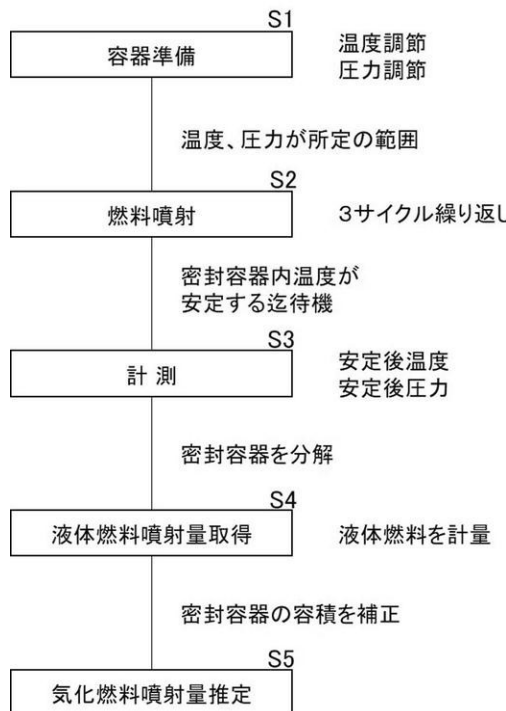 S1
容器準備
温度調節
圧力調節
温度、圧力が所定の範囲
S2
燃料噴射
3サイクル繰り返し
密封容器内温度が
安定する迄待機
S3
計 測
安定後温度
安定後圧力
密封容器を分解
S4
液体燃料噴射量取得
液体燃料を計量
密封容器の容積を補正
S5
気化燃料噴射量推定